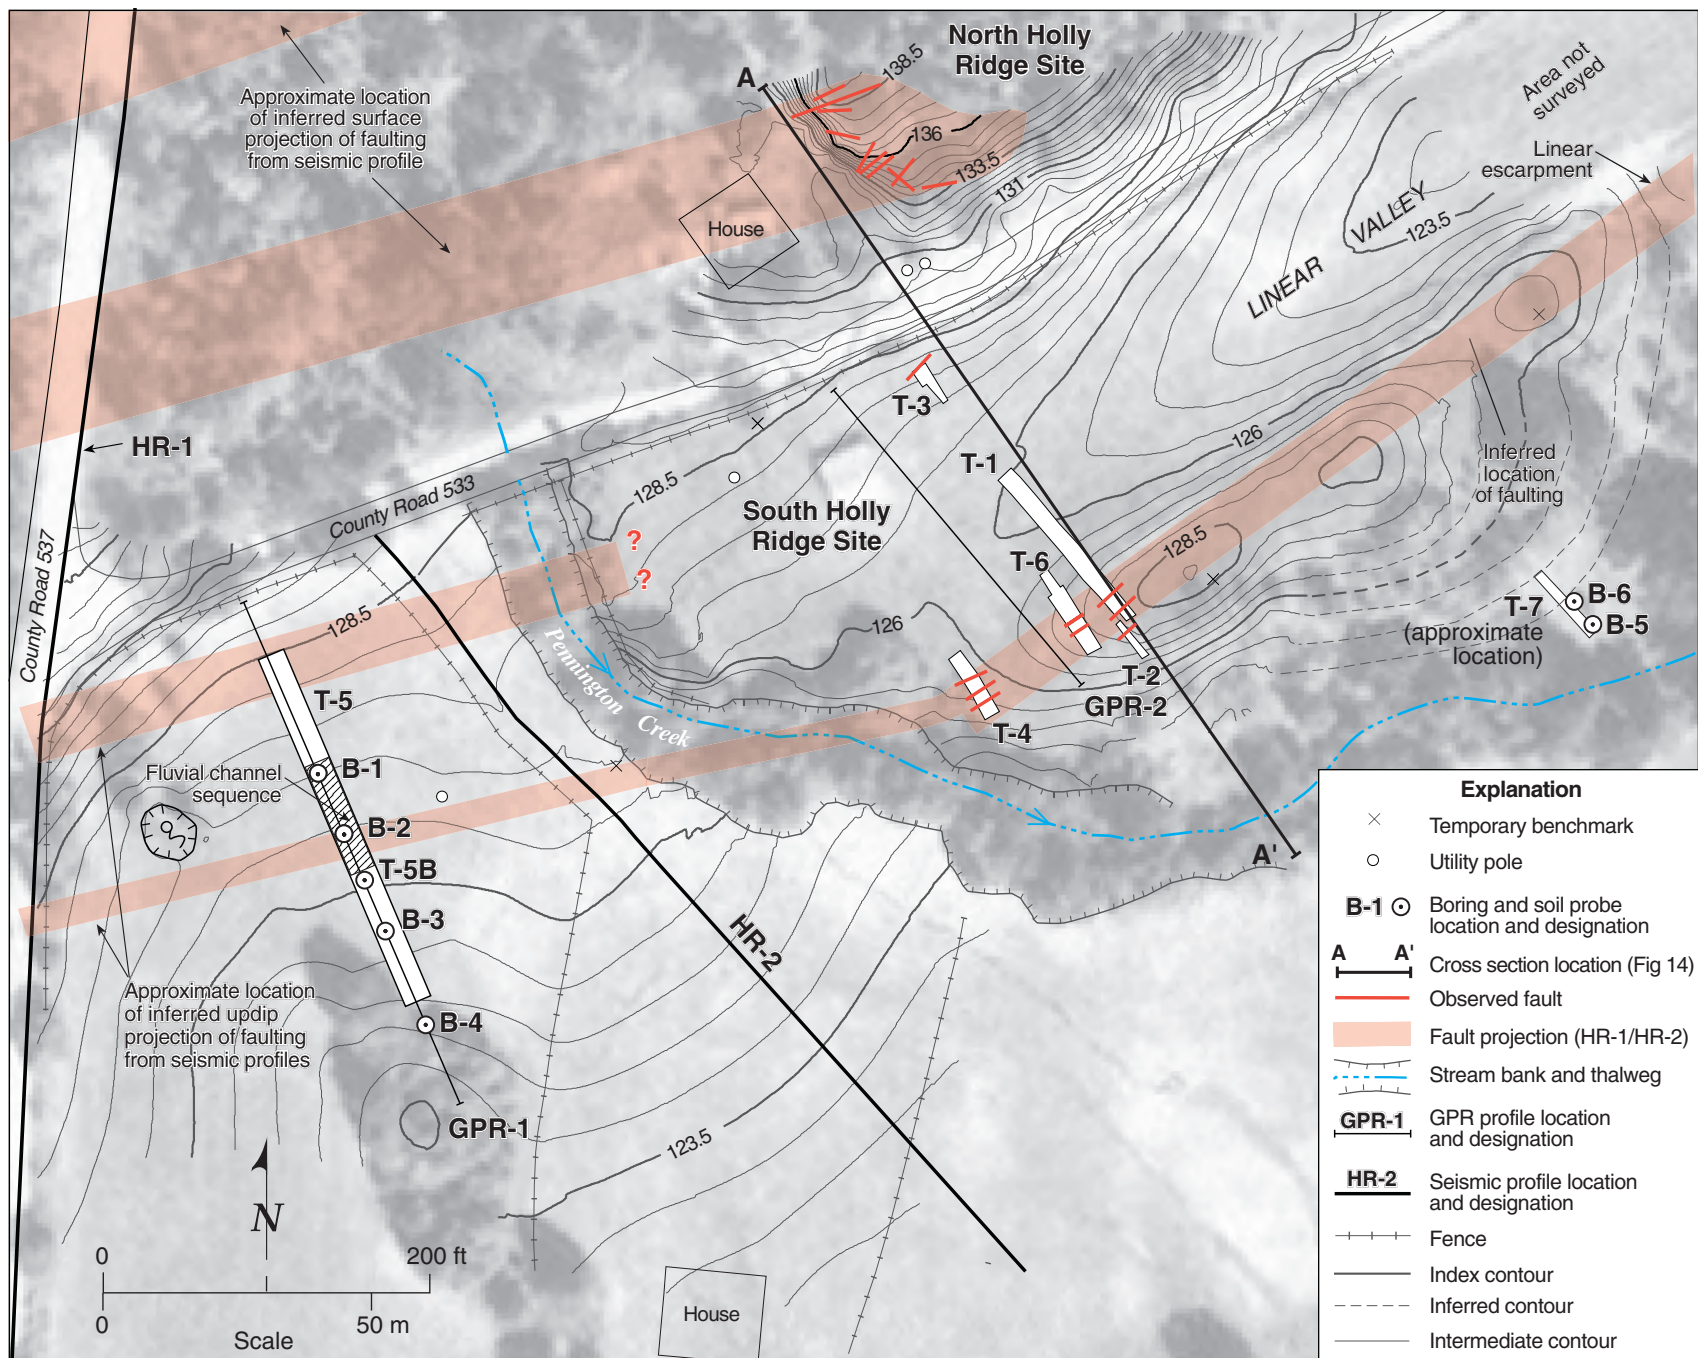 North Holly
Ridge Site
A
138.5
Area not
surveyed
Approximate location
of inferred surface
projection of faulting
from seismic profile
136
133.5
131
Linear
escarpment
House
LINEAR
VALLEY
123.5
HR-1
T-3
126
128.5
T-1
Inferred
location
of faulting
County Road 533
South Holly
Ridge Site
?
?
128.5
County Road 537
T-6
B-6
T-7
B-5
(approximate
location)
128.5
126
Pennington
Creek
T-2
GPR-2
T-5
T-4
Fluvial channel
sequence
B-1
B-2
T-5B
B-3
A'
HR-2
Approximate location
of inferred updip
projection of faulting
from seismic profiles
B-4
GPR-1
123.5
N
0
200 ft
0
50 m
Scale
House
Explanation
Temporary benchmark
Utility pole
B-1
Boring and soil probe
location and designation
A A'
Cross section location (Fig 14)
Observed fault
Fault projection (HR-1/HR-2)
Stream bank and thalweg
GPR-1
GPR profile location
and designation
HR-2
Seismic profile location
and designation
Fence
Index contour
Inferred contour
Intermediate contour